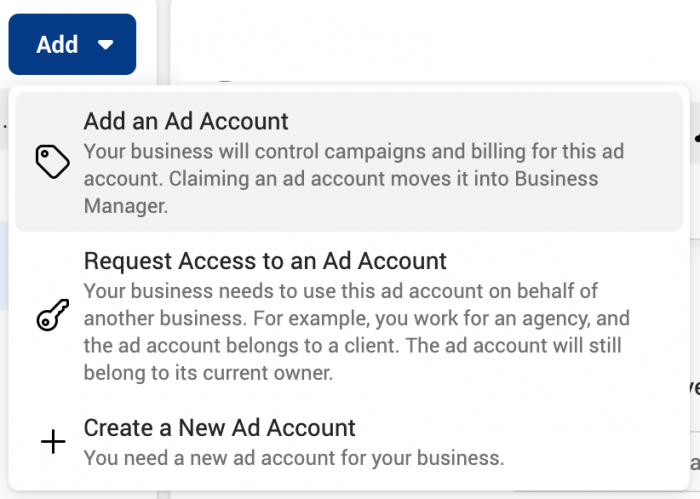 Add
Add an Ad Account
Your business will control campaigns and billing for this ad
account. Claiming an ad account moves it into Business
Manager.
Request Access to an Ad Account
Your business needs to use this ad account on behalf of
another business. For example, you work for an agency, and
the ad account belongs to a client. The ad account will still
belong to its current owner.
Create a New Ad Account
You need a new ad account for your business.